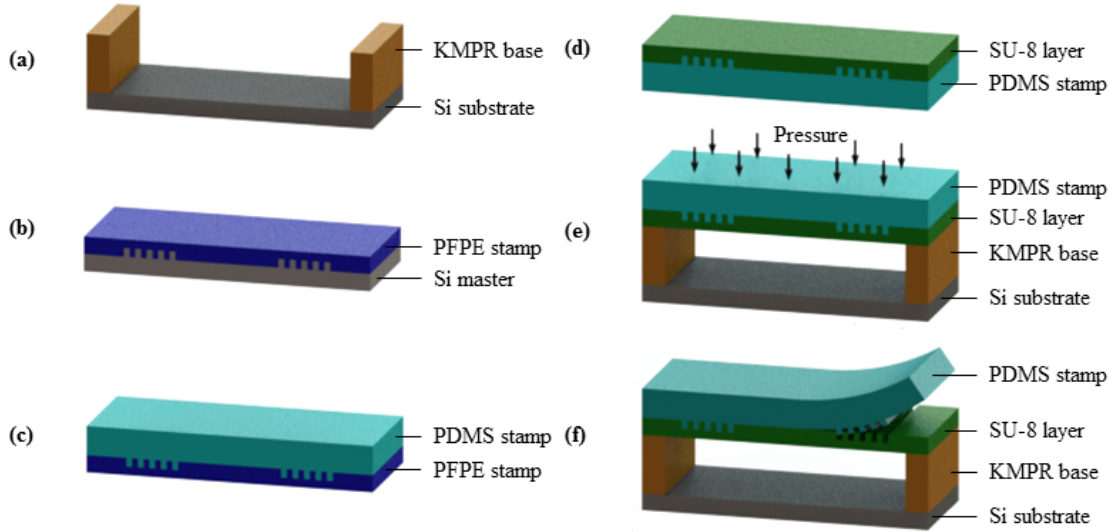 (a)
KMPR base
Si substrate
(b)
PFPE stamp
Si master
(c)
PDMS stamp
PFPE stamp
(d)
SU-8 layer
PDMS stamp
Pressure
(e)
PDMS stamp
SU-8 layer
KMPR base
Si substrate
(f)
PDMS stamp
SU-8 layer
KMPR base
Si substrate